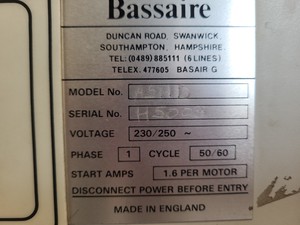 Bassaire
DUNCAN ROAD, SWANWICK,
SOUTHAMPTON, HAMPSHIRE.
TEL: (0489) 885111 (6 LINES)
TELEX. 477605 BASAIR G
MODEL No.
SERIAL No.
VOLTAGE 230/250 ~
PHASE 1 CYCLE 50/60
START AMPS 1.6 PER MOTOR
DISCONNECT POWER BEFORE ENTRY
MADE IN ENGLAND